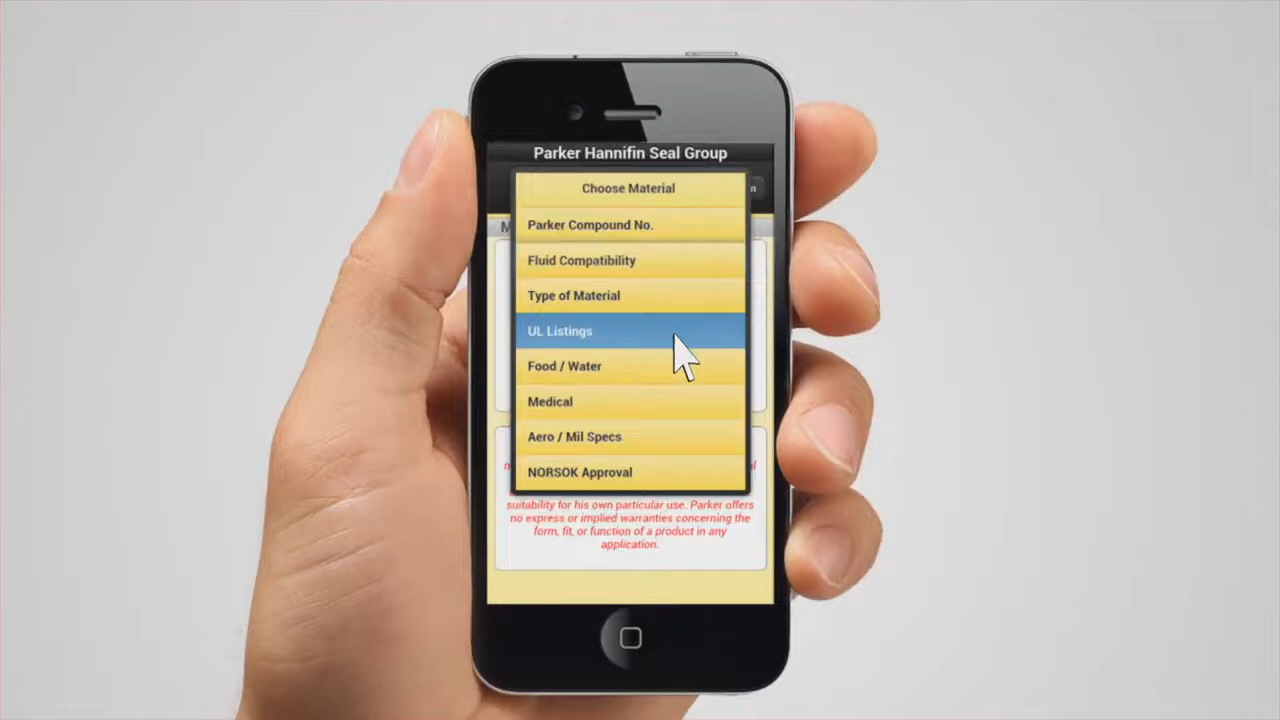 Parker Hannifin Seal Group
Choose Material
Parker Compound No.
Fluid Compatibility
Type of Material
UL Listings
Food / Water
Medical
Aero / Mil Specs
NORSOK Approval
suitability for his own particular use. Parker offers
no express or implied warranties concerning the
form, fit, or function of a product in any
application.